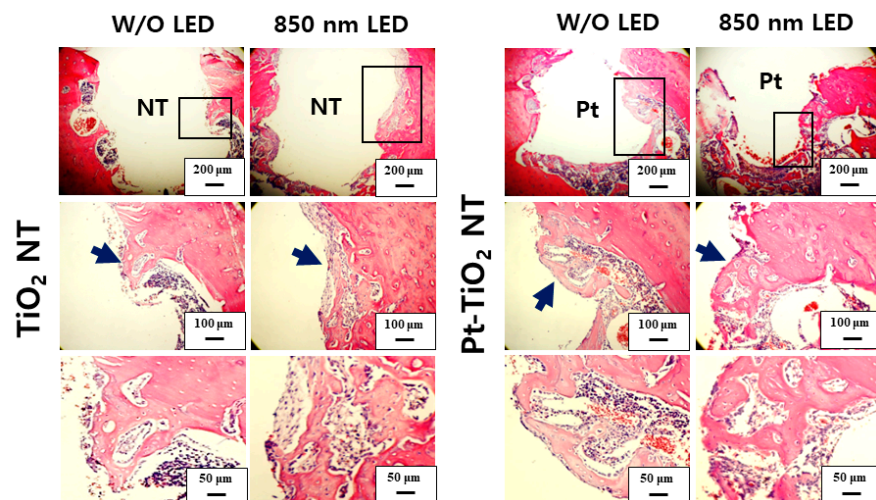 W/O LED 850 nm LED W/O LED 850 nm LED
NT NT Pt Pt
200 μm 200 μm 200 μm 200 μm
TiO₂ NT Pt-TiO₂ NT
100 μm 100 μm 100 μm 100 μm
50 μm 50 μm 50 μm 50 μm